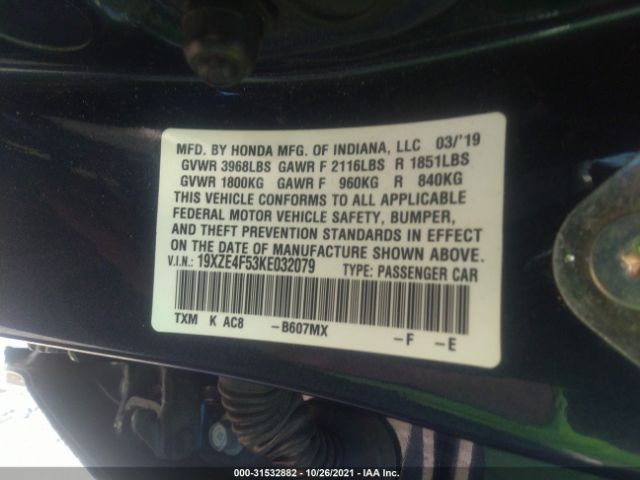 MFD. BY HONDA MFG. OF INDIANA, LLC 03/'19
GVWR 3968LBS GAWR F 2116LBS R 1851LBS
GVWR 1800KG GAWR F 960KG R 840KG
THIS VEHICLE CONFORMS TO ALL APPLICABLE
FEDERAL MOTOR VEHICLE SAFETY, BUMPER,
AND THEFT PREVENTION STANDARDS IN EFFECT
ON THE DATE OF MANUFACTURE SHOWN ABOVE.
V.I.N.: 19XZE4F53KE032079 TYPE: PASSENGER CAR
TXM K AC8 -B607MX -F -E
000-31532882 10/26/2021 IAA Inc.